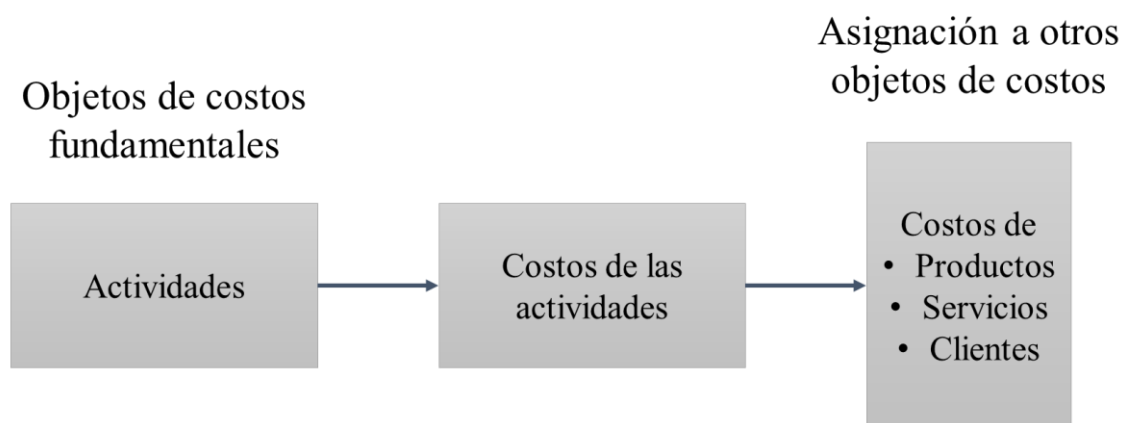 Objetos de costos
fundamentales
Actividades
Costos de las
actividades
Asignación a otros
objetos de costos
Costos de
• Productos
• Servicios
• Clientes